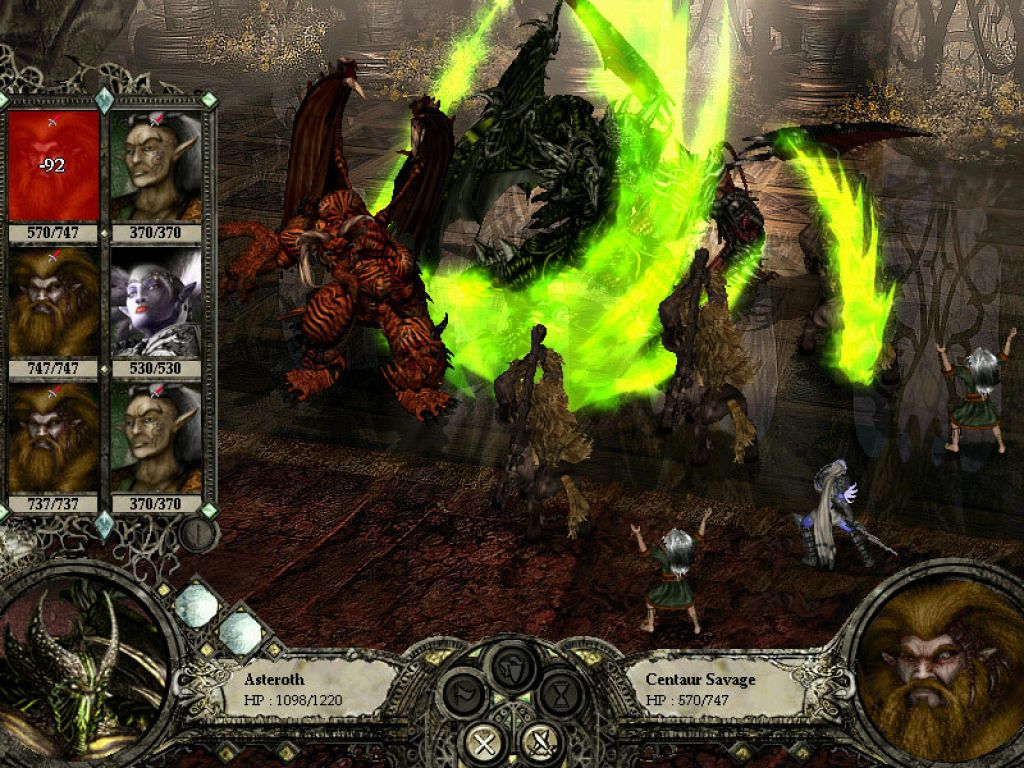 -92
570/747 370/370
747/747 530/530
737/737 370/370
Asteroth
HP : 1098/1220
Centaur Savage
HP : 570/747